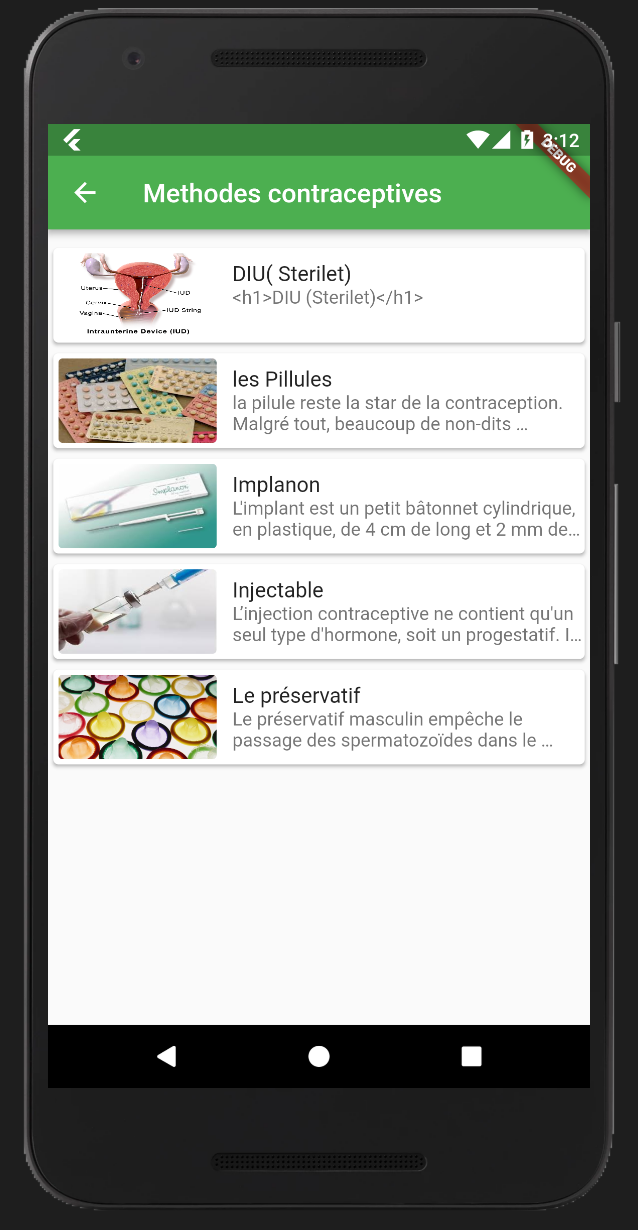 3:12
DEBUG
Methodes contraceptives
Uterus
IUD
Cervix
IUD String
Vagina
Intrauterine Device (IUD)
DIU( Sterilet)
<h1>DIU (Sterilet)</h1>
les Pillules
la pilule reste la star de la contraception.
Malgré tout, beaucoup de non-dits ...
Implanon
Implanon
L'implant est un petit bâtonnet cylindrique,
en plastique, de 4 cm de long et 2 mm de...
Injectable
L’injection contraceptive ne contient qu'un
seul type d'hormone, soit un progestatif. I...
Le préservatif
Le préservatif masculin empêche le
passage des spermatozoïdes dans le ...